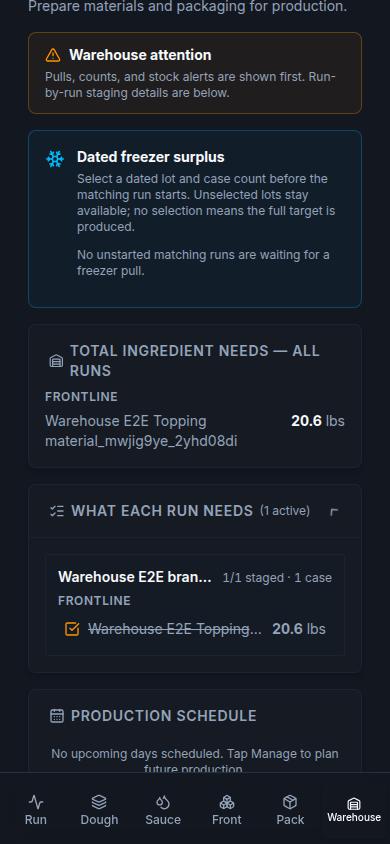 Prepare materials and packaging for production.
Warehouse attention
Pulls, counts, and stock alerts are shown first. Run-
by-run staging details are below.
Dated freezer surplus
Select a dated lot and case count before the
matching run starts. Unselected lots stay
available; no selection means the full target is
produced.
No unstarted matching runs are waiting for a
freezer pull.
TOTAL INGREDIENT NEEDS — ALL
RUNS
FRONTLINE
Warehouse E2E Topping 20.6 lbs
material_mwjig9ye_2yhd08di
WHAT EACH RUN NEEDS (1 active)
Warehouse E2E bran... 1/1 staged · 1 case
FRONTLINE
Warehouse E2E Topping... 20.6 lbs
PRODUCTION SCHEDULE
No upcoming days scheduled. Tap Manage to plan
future production.
Run Dough Sauce Front Pack Warehouse